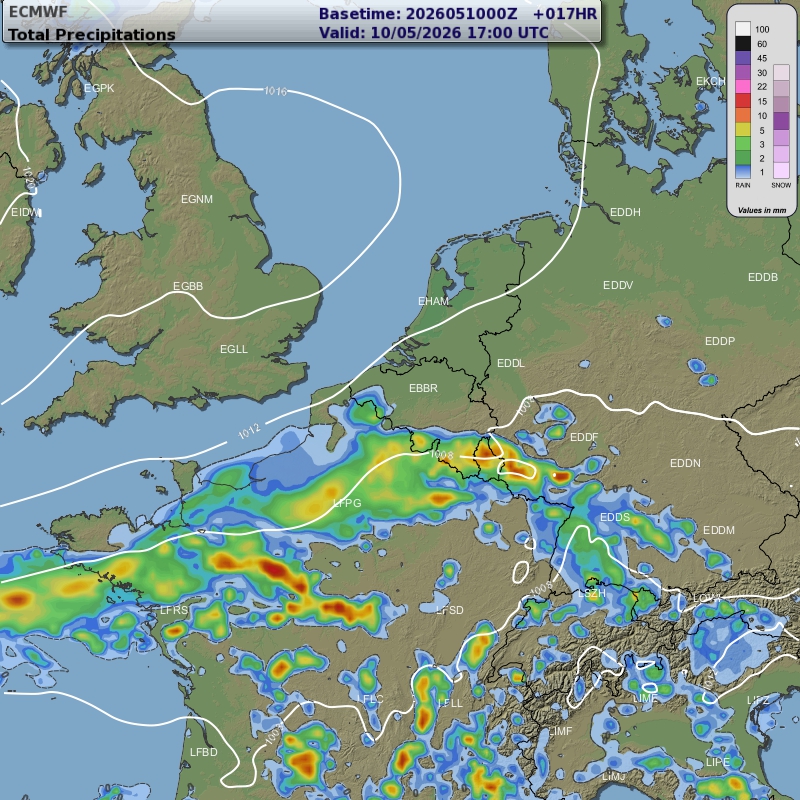 ECMWF
Basetime: 2026051000Z +017HR
Total Precipitations
Valid: 10/05/2026 17:00 UTC
100
60
45
30
22
15
10
5
3
2
1
RAIN
SNOW
Values in mm
EGPK
EKCH
1016
EGNM
EIDW
EDDH
EGBB
EHAM
EDDV
EDDB
EGLL
EDDP
EDDL
EBBR
1012
EDDF
1008
EDDN
LFPG
EDDS
EDDM
1008
LSZH
LFRS
LFSD
LFLC
LFLL
LIME
LIPZ
LIMF
LFBD
LIPE
LIMJ